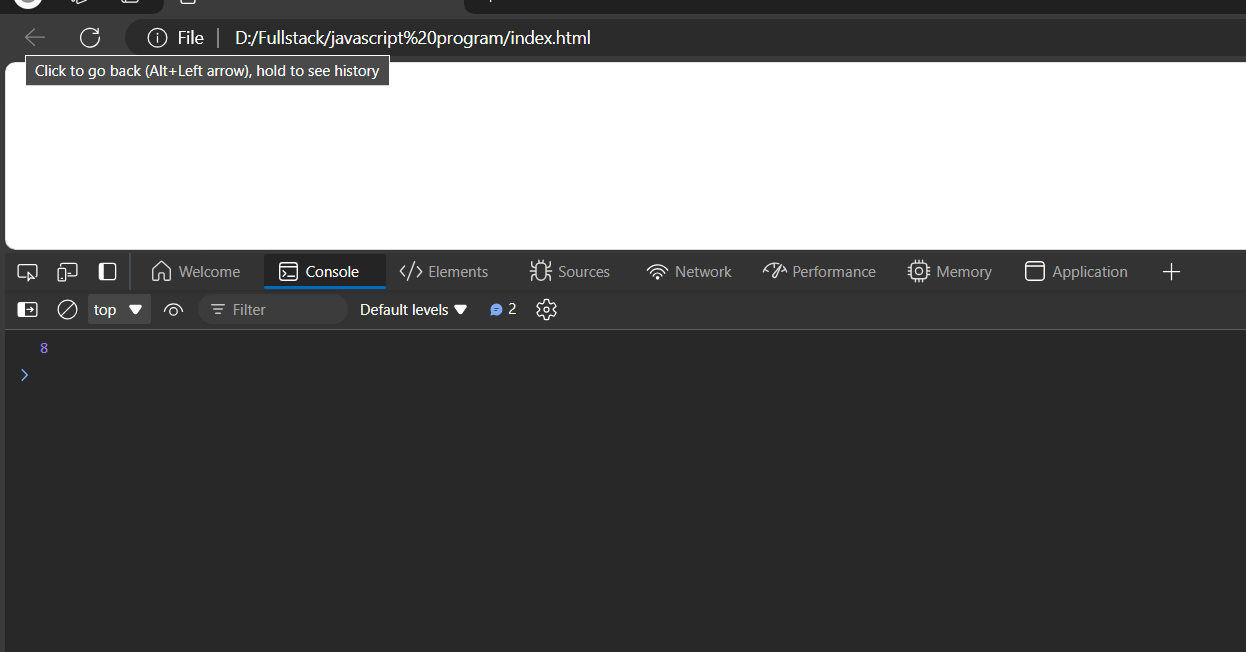 File D:/Fullstack/javascript%20program/index.html
Click to go back (Alt+Left arrow), hold to see history
Welcome Console Elements Sources Network Performance Memory Application
top Filter Default levels 2
8